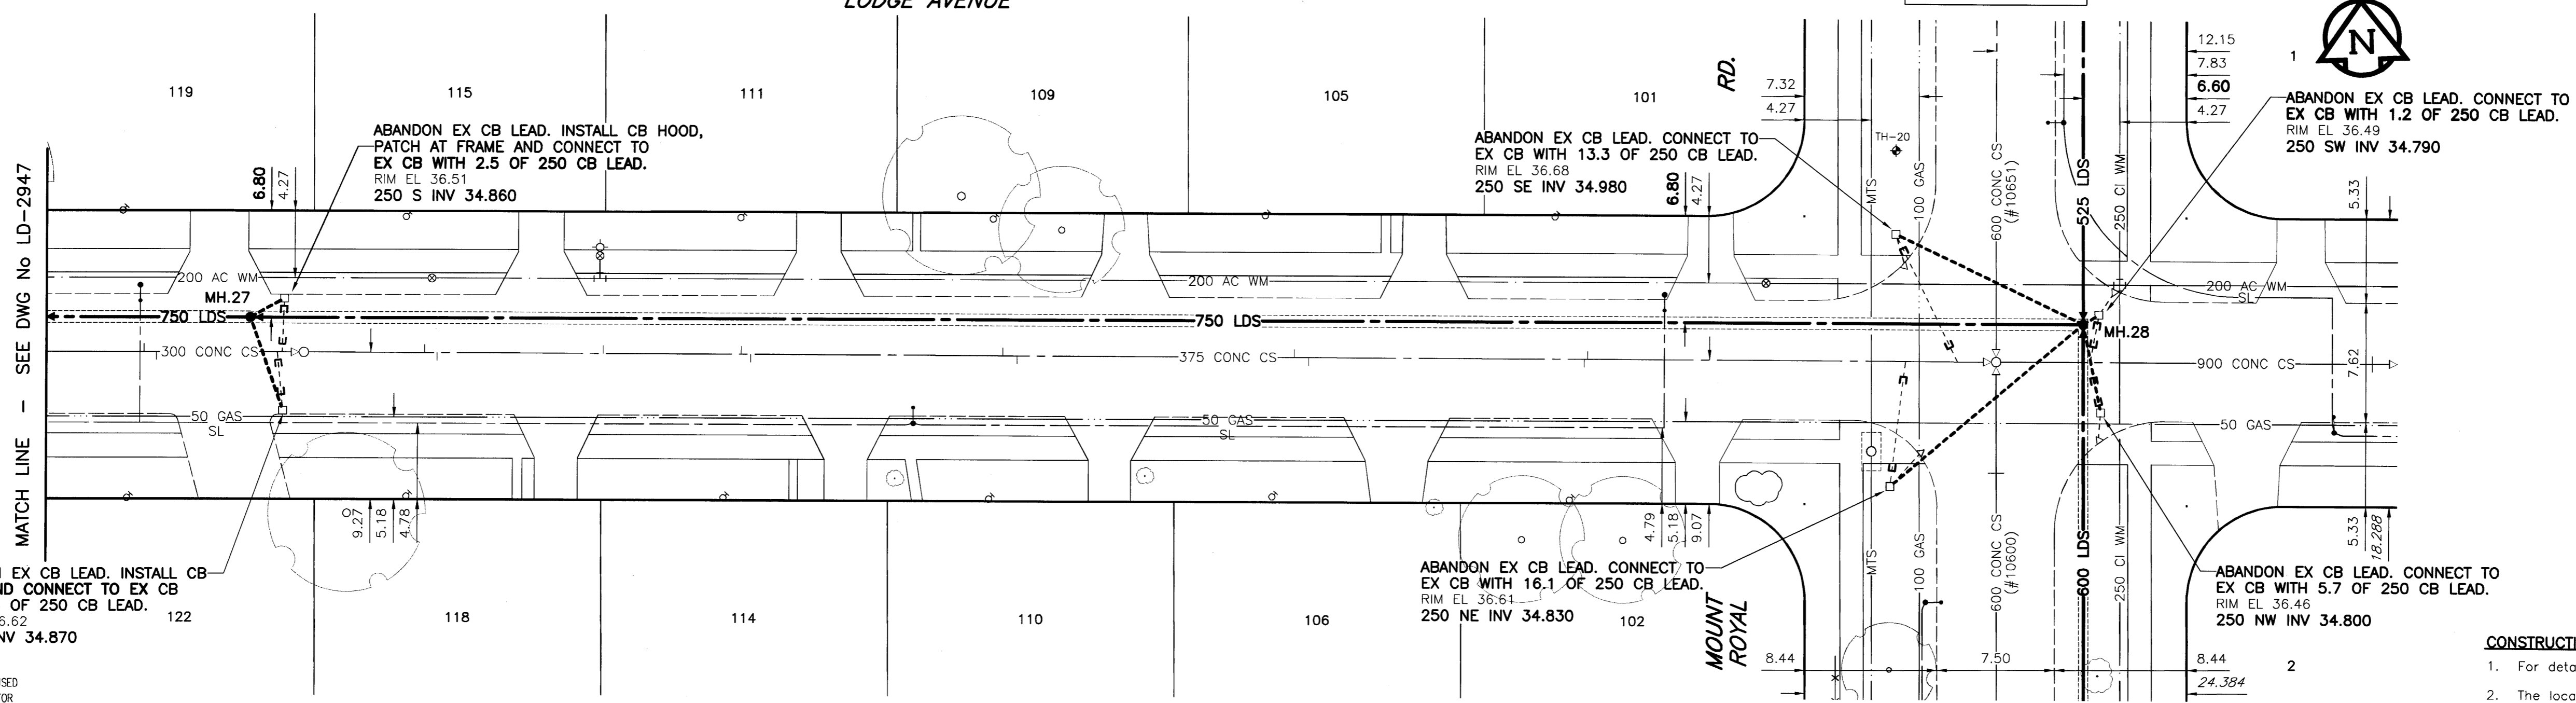 LODGE AVENUE
119
115
111
109
105
101
RD.
7.32
4.27
TH-20
12.15
7.83
6.60
4.27
1
N
ABANDON EX CB LEAD. INSTALL CB HOOD,
PATCH AT FRAME AND CONNECT TO
EX CB WITH 2.5 OF 250 CB LEAD.
RIM EL 36.51
250 S INV 34.860
ABANDON EX CB LEAD. CONNECT TO
EX CB WITH 13.3 OF 250 CB LEAD.
RIM EL 36.68
250 SE INV 34.980
ABANDON EX CB LEAD. CONNECT TO
EX CB WITH 1.2 OF 250 CB LEAD.
RIM EL 36.49
250 SW INV 34.790
MATCH LINE - SEE DWG No LD-2947
6.80
4.27
6.80
4.27
MTS
100 GAS
600 CONC CS
(#10651)
525 LDS
250 CI WM
5.33
200 AC WM
200 AC WM
200 AC WM
SL
MH.27
750 LDS
750 LDS
MH.28
300 CONC CS
375 CONC CS
900 CONC CS
7.62
50 GAS
SL
50 GAS
SL
50 GAS
9.27
5.18
4.78
4.79
5.18
9.07
MTS
100 GAS
600 CONC CS
(#10600)
600 LDS
250 CI WM
5.33
18.288
EX CB LEAD. INSTALL CB
ND CONNECT TO EX CB
OF 250 CB LEAD.
6.62
NV 34.870
122
118
114
110
106
102
ABANDON EX CB LEAD. CONNECT TO
EX CB WITH 16.1 OF 250 CB LEAD.
RIM EL 36.61
250 NE INV 34.830
MOUNT
ROYAL
8.44
7.50
8.44
24.384
2
ABANDON EX CB LEAD. CONNECT TO
EX CB WITH 5.7 OF 250 CB LEAD.
RIM EL 36.46
250 NW INV 34.800
CONSTRUCTI
1. For deta
2. The loca
USED
TOR